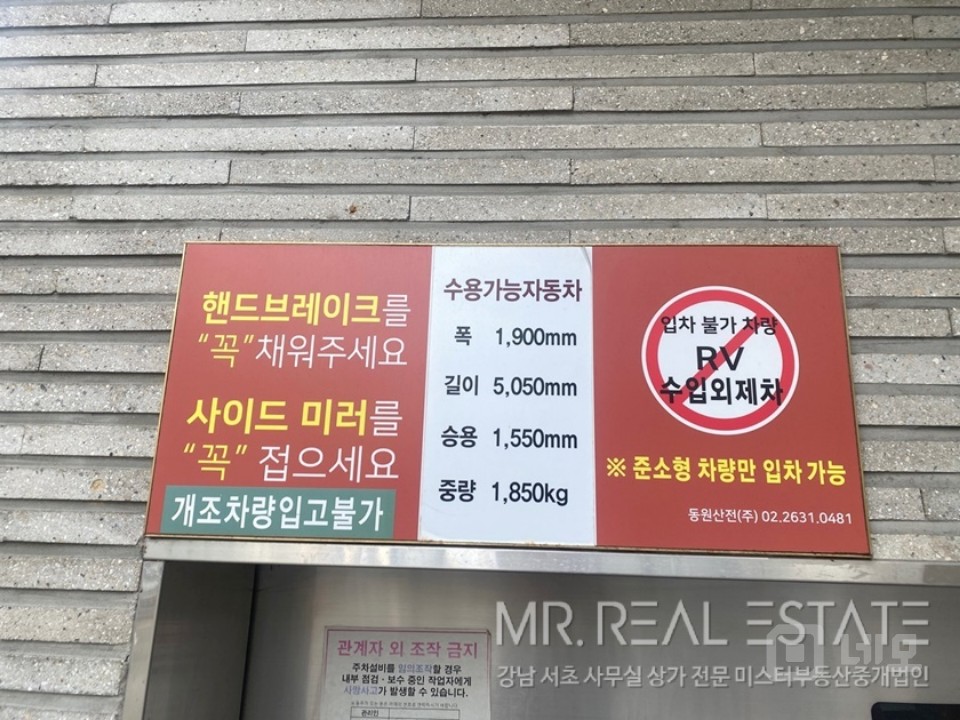 핸드브레이크를
“꼭”채워주세요
사이드 미러를
“꼭” 접으세요
개조차량입고불가
수용가능자동차
폭 1,900mm
길이 5,050mm
승용 1,550mm
중량 1,850kg
입차 불가 차량
RV
수입외제차
※ 준소형 차량만 입차 가능
동원산전(주) 02.2631.0481
관계자 외 조작 금지
주차설비를 임의조작할 경우
내부 점검·보수 중인 작업자에게
사망사고가 발생할 수 있습니다.
관리인
MR. REAL ESTATE
네모
강남 서초 사무실 상가 전문 미스터부동산중개법인